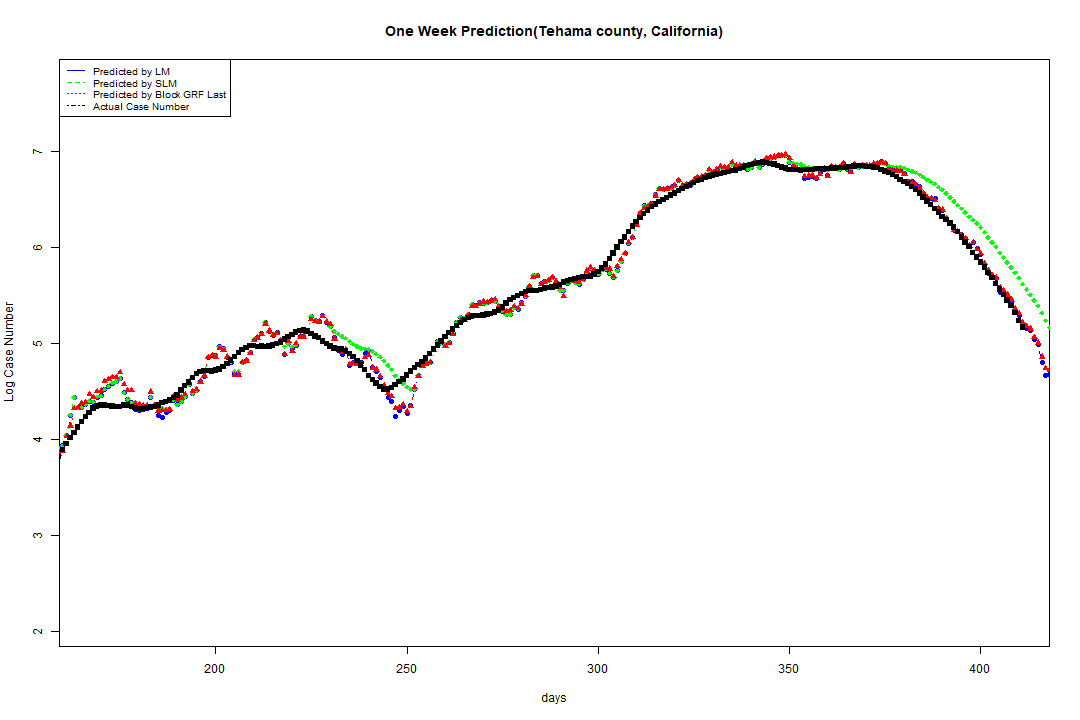 One Week Prediction(Tehama county, California)
Predicted by LM
Predicted by SLM
Predicted by Block GRF Last
Actual Case Number
7
6
5
4
3
2
Log Case Number
200 250 300 350 400
days